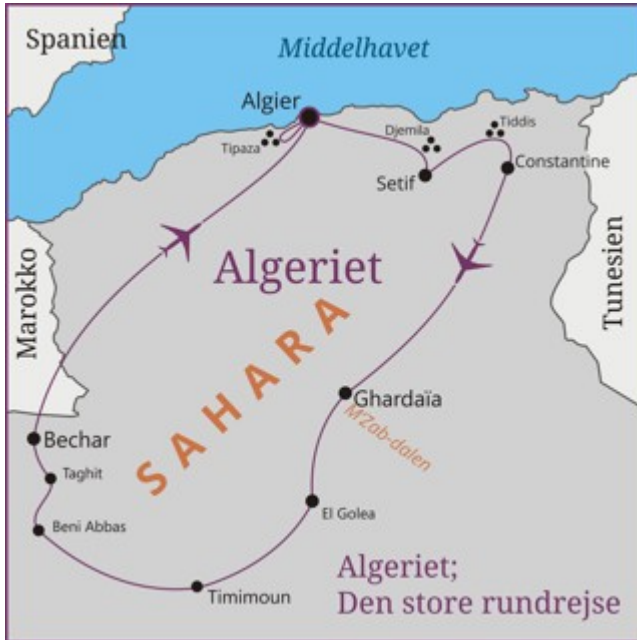 Spanien
Middelhavet
Algier
Tipaza
Djemila
Tiddis
Setif
Constantine
Marokko
Algeriet
Tunesien
SAHARA
Ghardaïa
M'Zab-dalen
Bechar
Taghit
El Golea
Beni Abbas
Timimoun
Algeriet;
Den store rundrejse